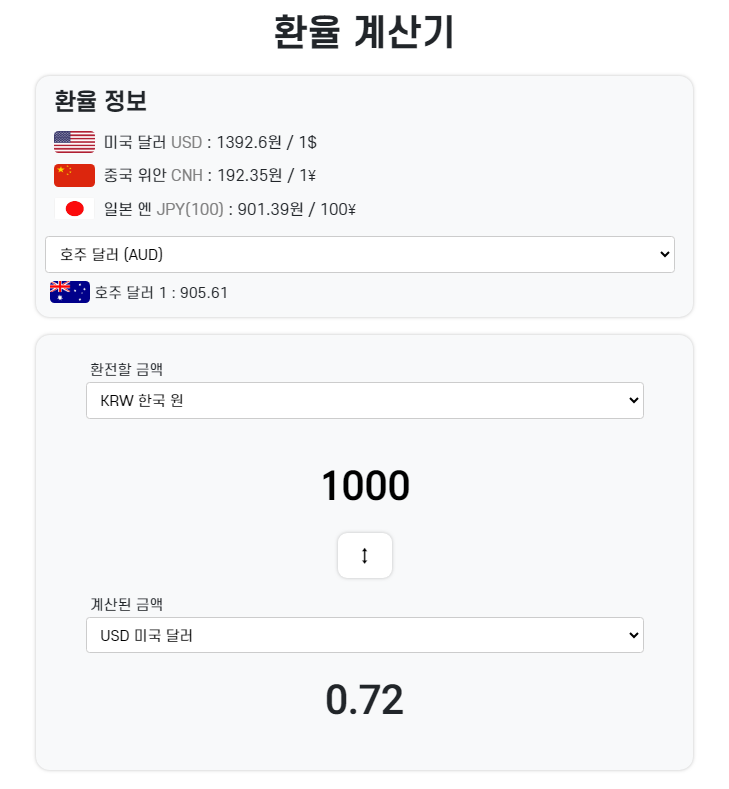 환율 계산기
환율 정보
미국 달러 USD : 1392.6원 / 1$
중국 위안 CNH : 192.35원 / 1¥
일본 엔 JPY(100) : 901.39원 / 100¥
호주 달러 (AUD)
호주 달러 1 : 905.61
환전할 금액
KRW 한국 원
1000
↕
계산된 금액
USD 미국 달러
0.72